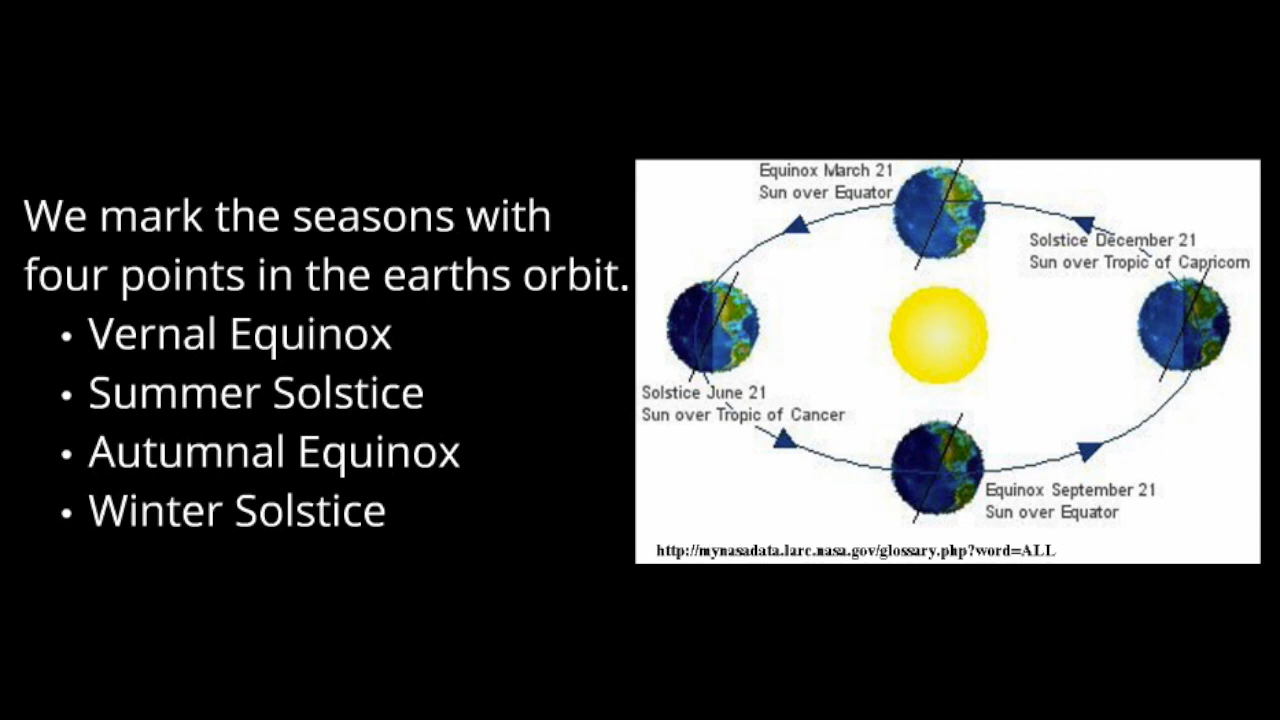 We mark the seasons with
four points in the earths orbit.
• Vernal Equinox
• Summer Solstice
• Autumnal Equinox
• Winter Solstice
Equinox March 21
Sun over Equator
Solstice December 21
Sun over Tropic of Capricorn
Solstice June 21
Sun over Tropic of Cancer
Equinox September 21
Sun over Equator
http://mynasadata.larc.nasa.gov/glossary.php?word=ALL